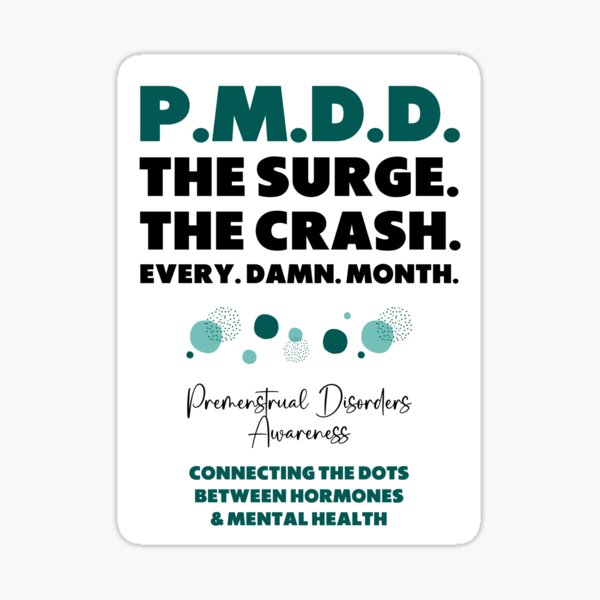 P.M.D.D.
THE SURGE.
THE CRASH.
EVERY. DAMN. MONTH.
Premenstrual Disorders
Awareness
CONNECTING THE DOTS
BETWEEN HORMONES
& MENTAL HEALTH